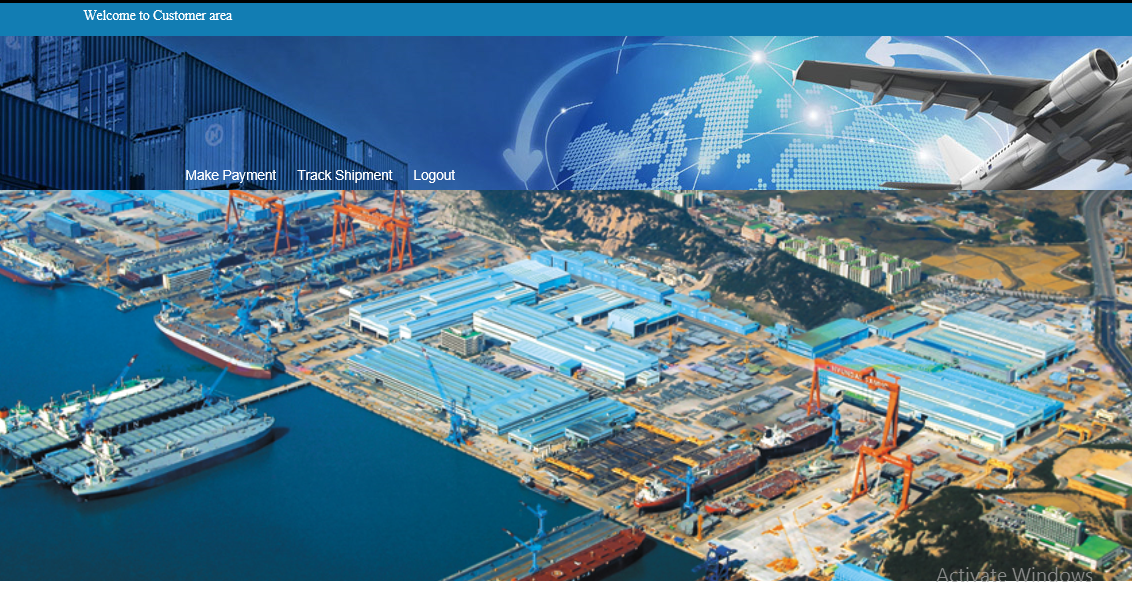 Welcome to Customer area
Make Payment Track Shipment Logout
Activate Windows